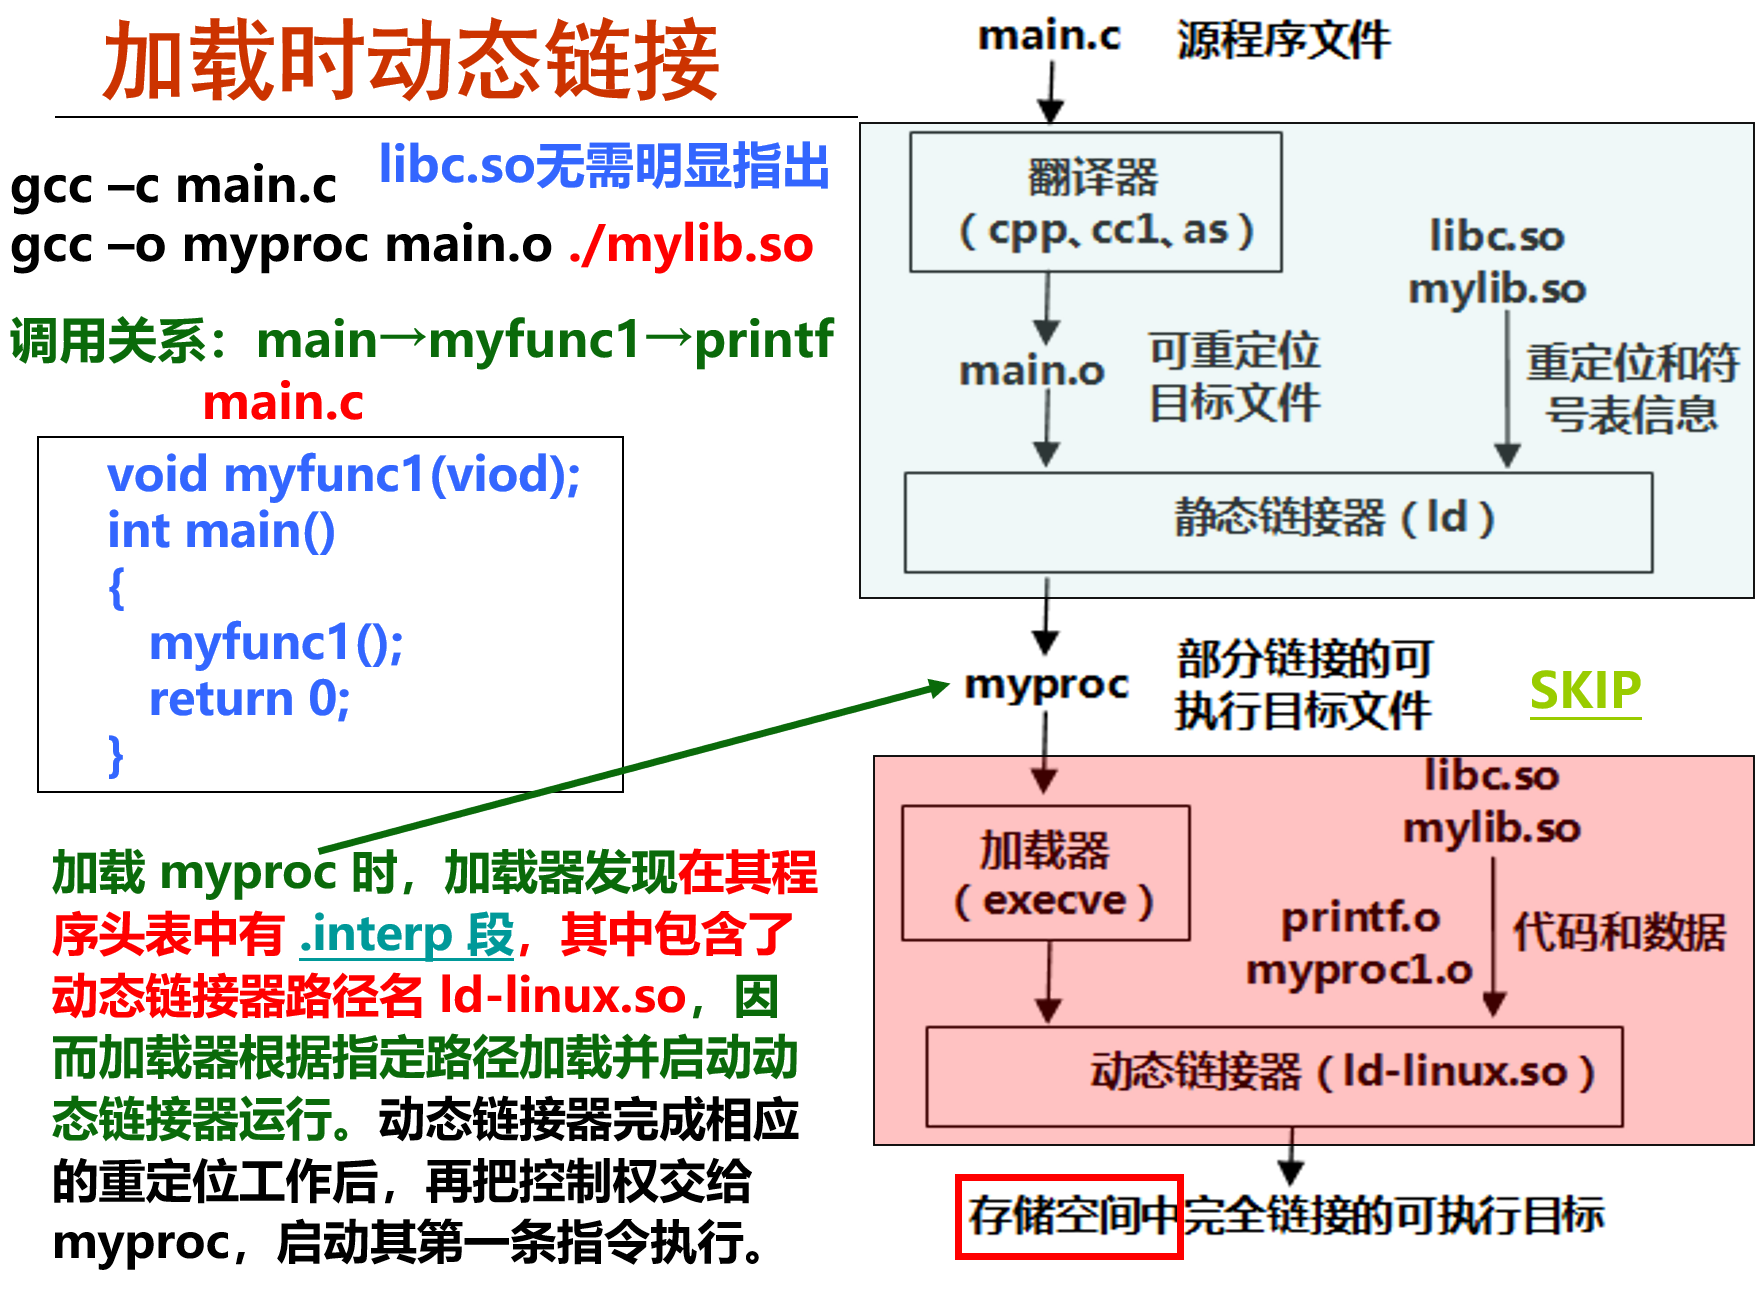 加载时动态链接
gcc –c main.c
libc.so无需明显指出
gcc –o myproc main.o ./mylib.so
调用关系：main→myfunc1→printf
main.c
void myfunc1(viod);
int main()
{
myfunc1();
return 0;
}
加载 myproc 时，加载器发现在其程
序头表中有 .interp 段，其中包含了
动态链接器路径名 ld-linux.so，因
而加载器根据指定路径加载并启动动
态链接器运行。动态链接器完成相应
的重定位工作后，再把控制权交给
myproc，启动其第一条指令执行。
main.c 源程序文件
翻译器
（cpp、cc1、as）
libc.so
mylib.so
main.o
可重定位
目标文件
重定位和符
号表信息
静态链接器（ld）
myproc
部分链接的可
执行目标文件
SKIP
libc.so
mylib.so
加载器
（execve）
printf.o
myproc1.o
代码和数据
动态链接器（ld-linux.so）
存储空间中完全链接的可执行目标